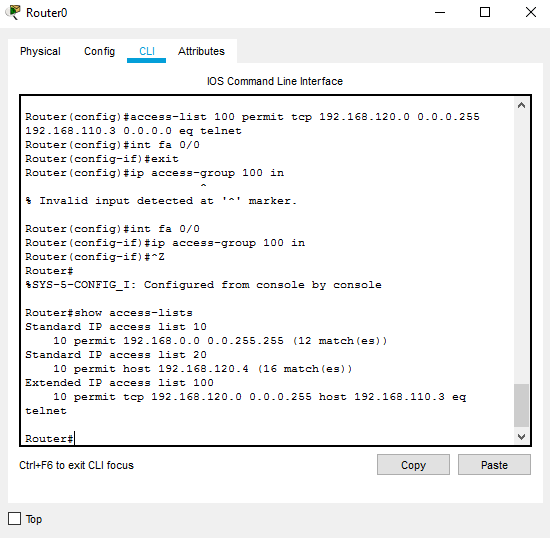 Router0
Physical Config CLI Attributes
IOS Command Line Interface
Router(config)#access-list 100 permit tcp 192.168.120.0 0.0.0.255
192.168.110.3 0.0.0.0 eq telnet
Router(config)#int fa 0/0
Router(config-if)#exit
Router(config)#ip access-group 100 in
^
% Invalid input detected at '^' marker.
Router(config)#int fa 0/0
Router(config-if)#ip access-group 100 in
Router(config-if)#^Z
Router#
%SYS-5-CONFIG_I: Configured from console by console
Router#show access-lists
Standard IP access list 10
10 permit 192.168.0.0 0.0.255.255 (12 match(es))
Standard IP access list 20
10 permit host 192.168.120.4 (16 match(es))
Extended IP access list 100
10 permit tcp 192.168.120.0 0.0.0.255 host 192.168.110.3 eq
telnet
Router#
Ctrl+F6 to exit CLI focus Copy Paste
Top